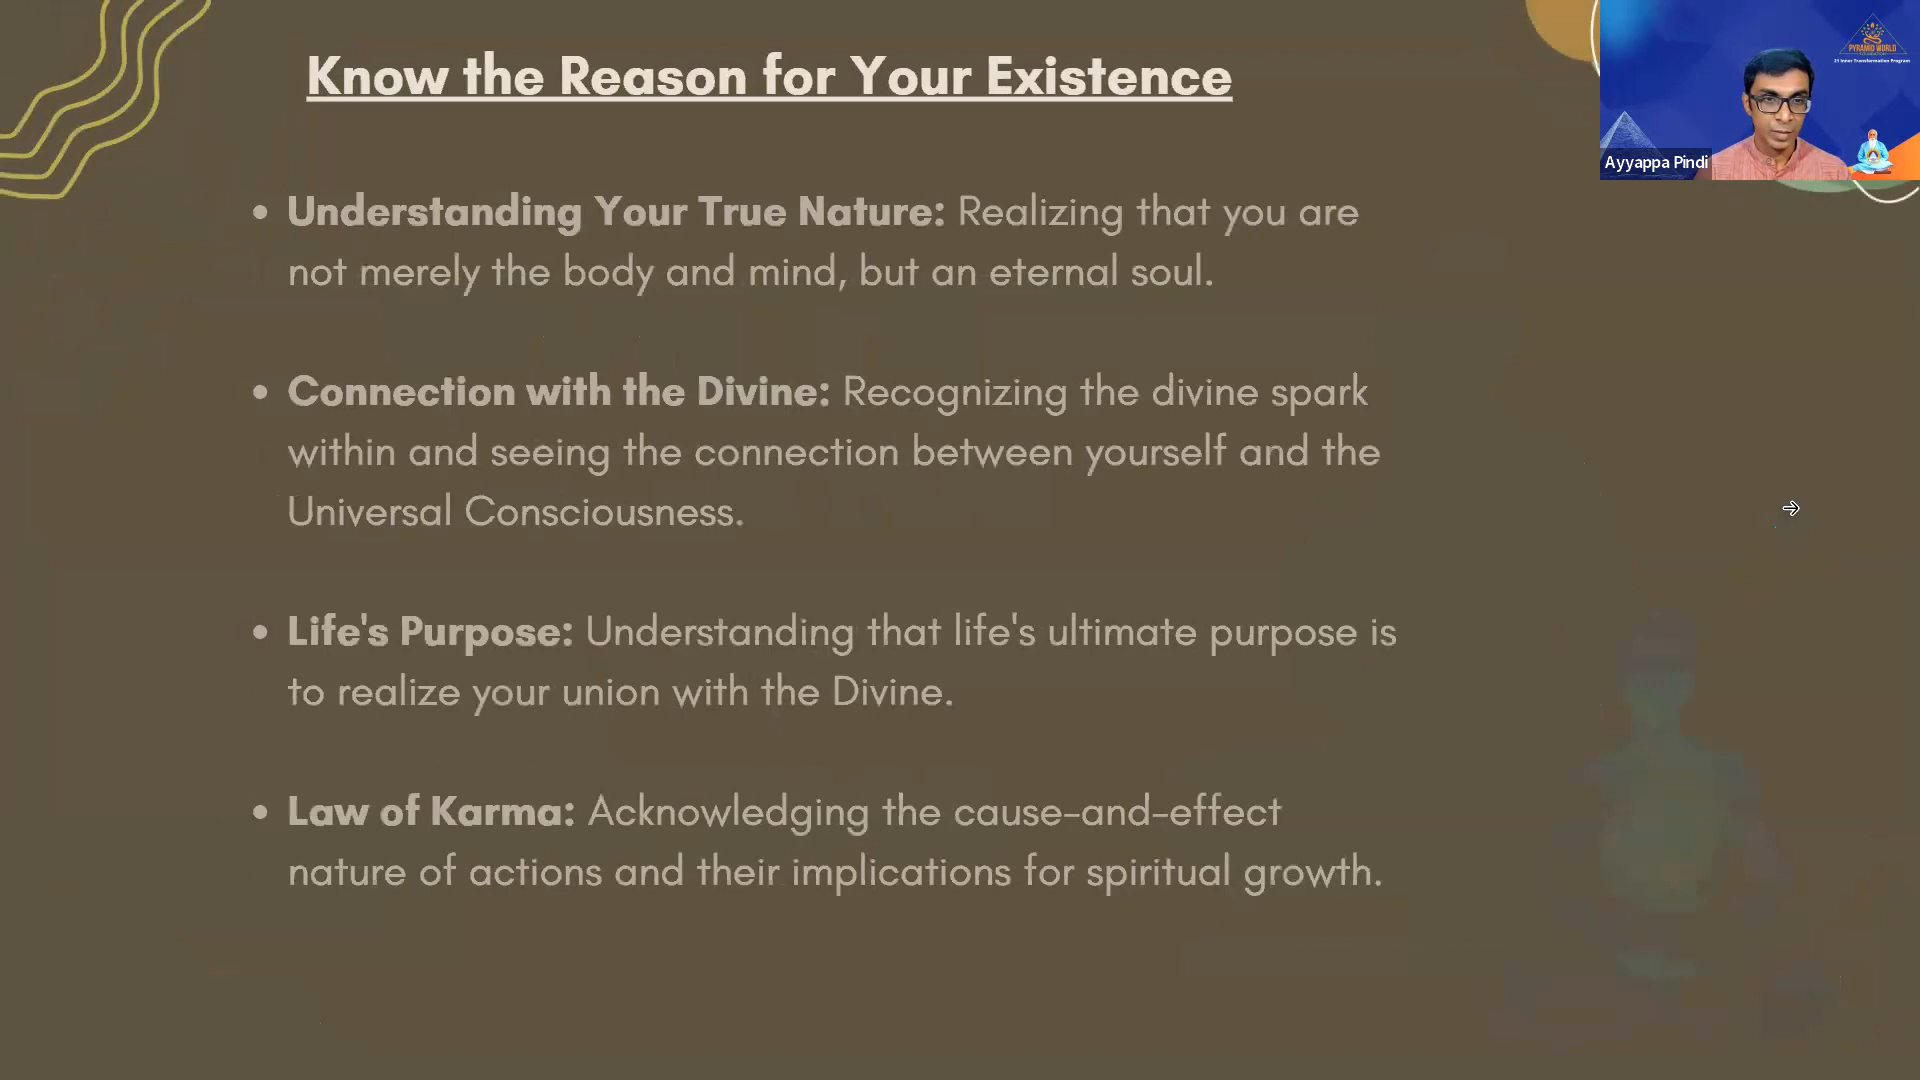 Know the Reason for Your Existence
PYRAMID WORLD
21 Inner Transformation Program
Ayyappa Pindi
• Understanding Your True Nature: Realizing that you are
not merely the body and mind, but an eternal soul.
• Connection with the Divine: Recognizing the divine spark
within and seeing the connection between yourself and the
Universal Consciousness.
• Life's Purpose: Understanding that life's ultimate purpose is
to realize your union with the Divine.
• Law of Karma: Acknowledging the cause-and-effect
nature of actions and their implications for spiritual growth.